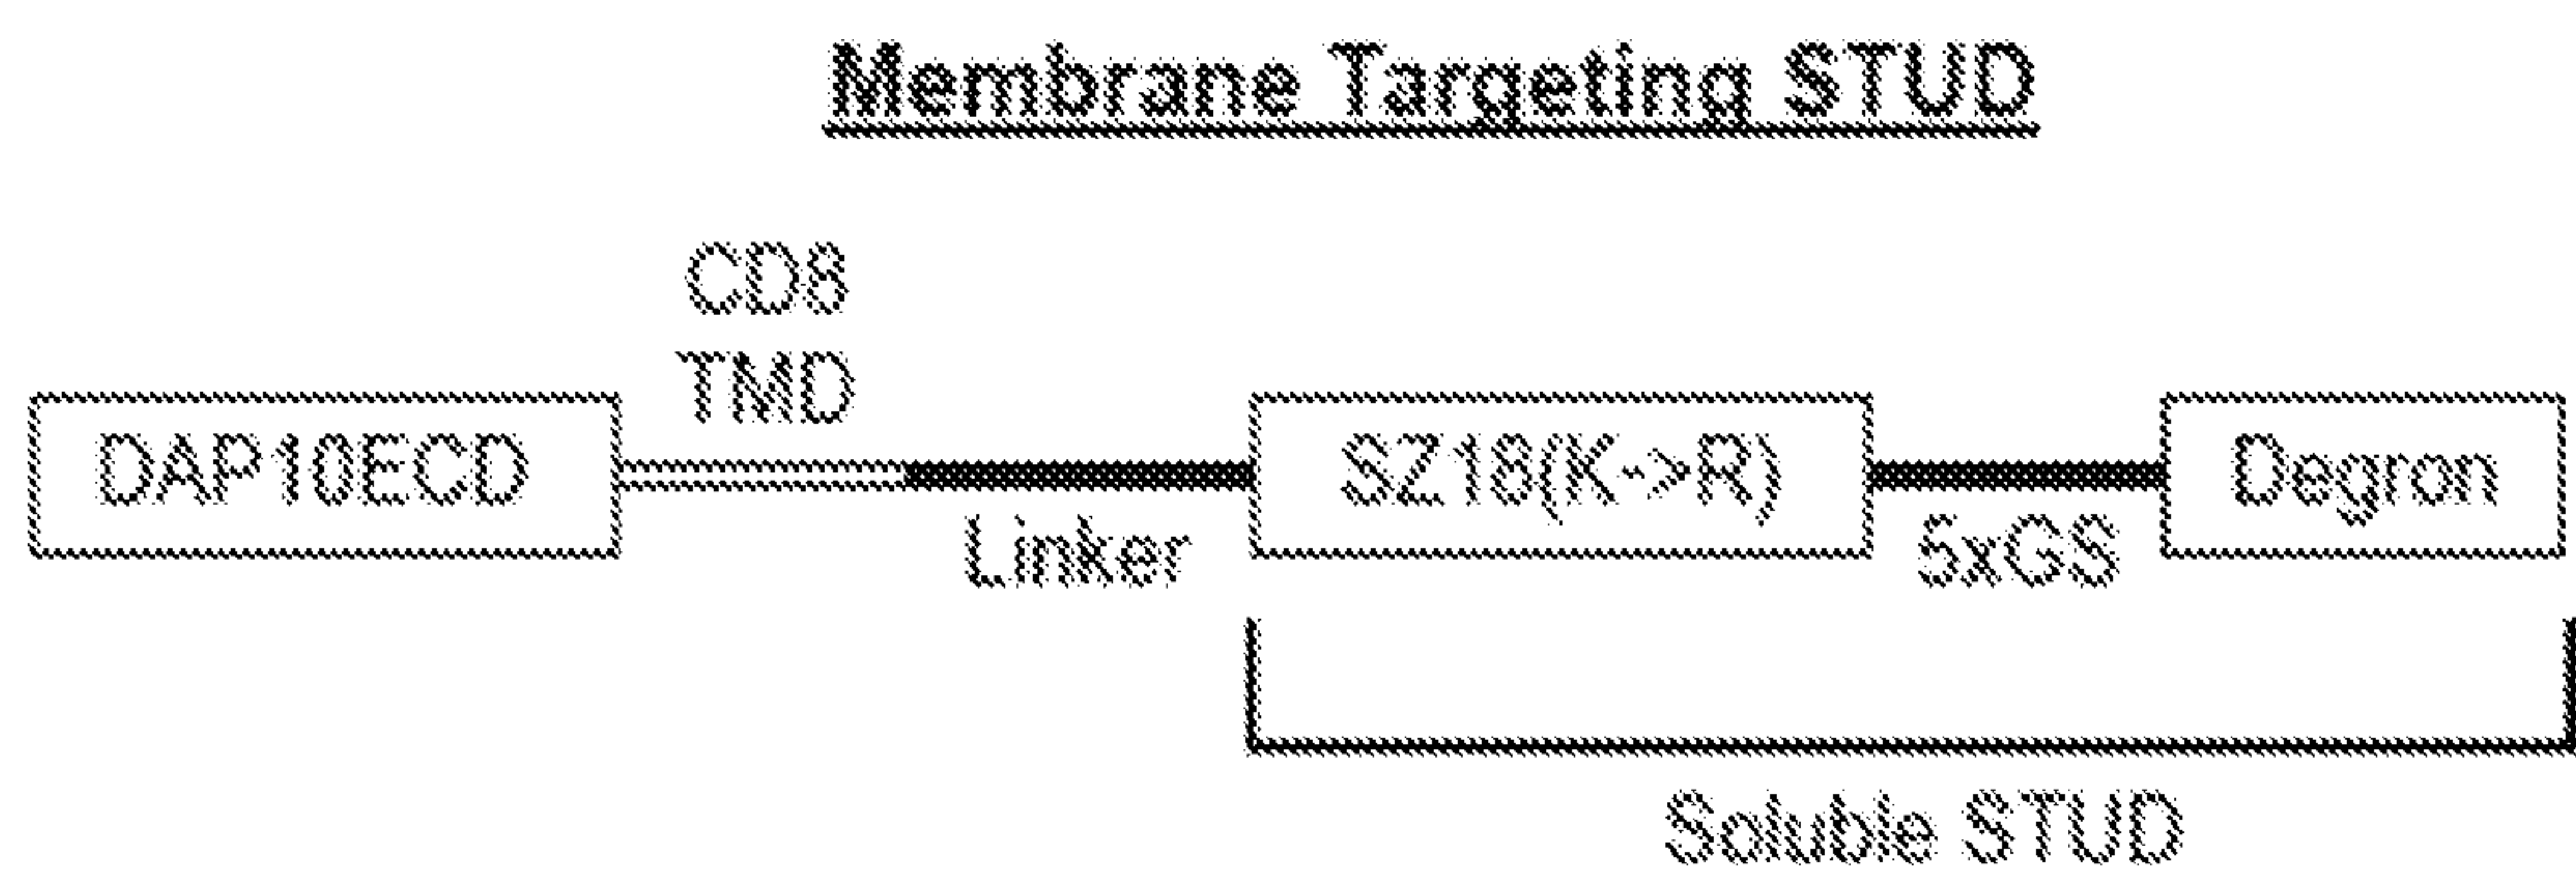 Membrane Targeting STUD
CD8
TMD
DAP10ECD
SZ18(K->R)
Degron
Linker
5xGS
Soluble STUD